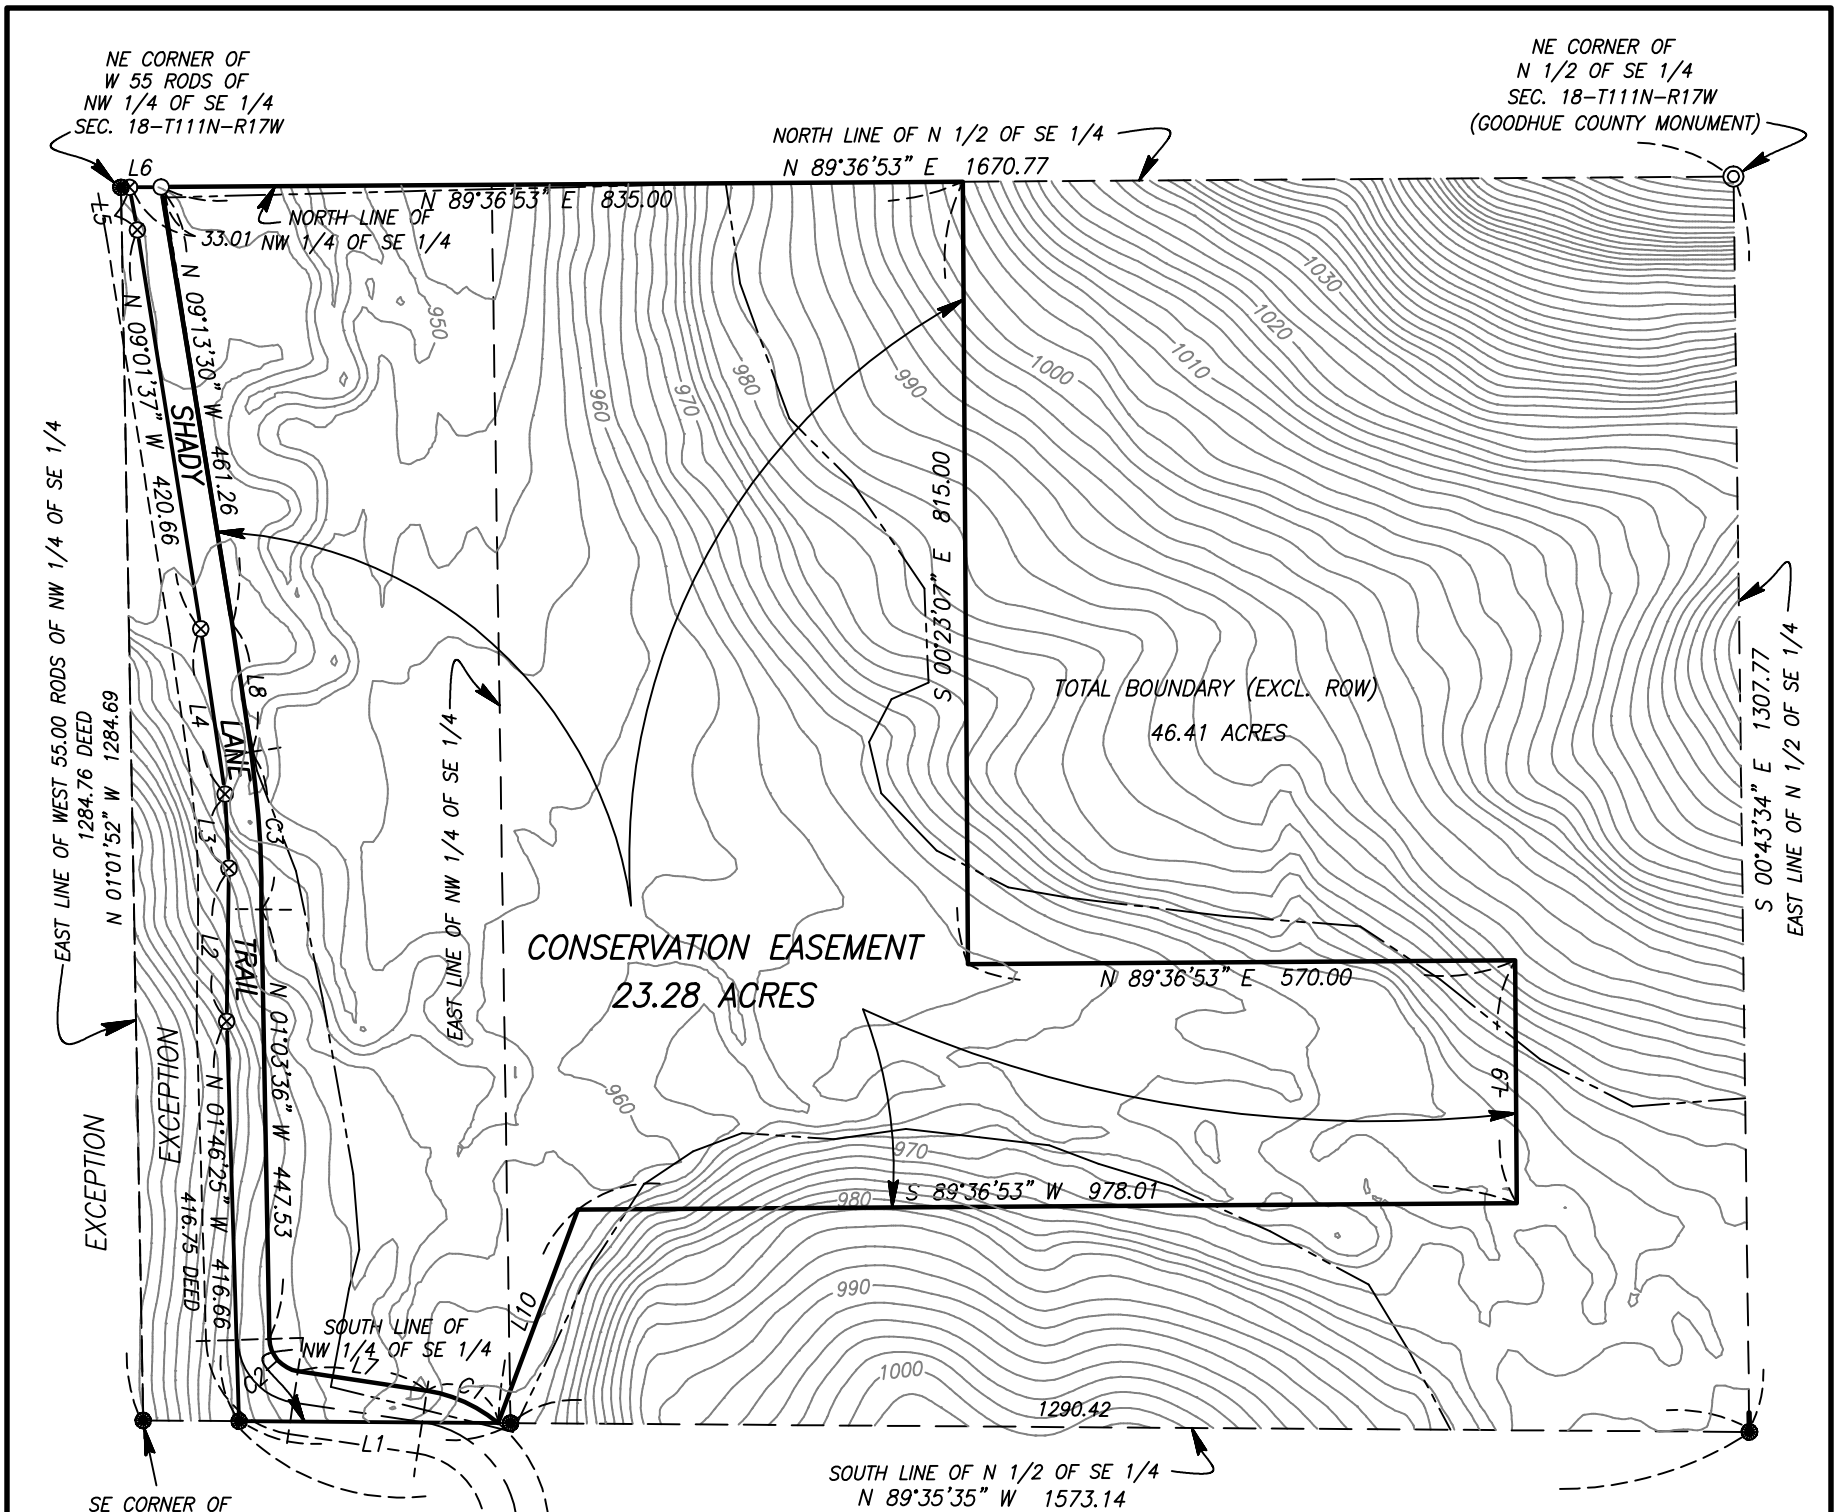 NE CORNER OF
W 55 RODS OF
NW 1/4 OF SE 1/4
SEC. 18-T111N-R17W
NE CORNER OF
N 1/2 OF SE 1/4
SEC. 18-T111N-R17W
(GOODHUE COUNTY MONUMENT)
NORTH LINE OF N 1/2 OF SE 1/4
N 89°36'53" E 1670.77
L6
N 89°36'53" E 835.00
NORTH LINE OF
NW 1/4 OF SE 1/4
33.01
L5
N 09°13'30" W 461.26
N 09°01'37" W 420.66
SHADY
LANE
TRAIL
950
960
970
980
990
1000
1010
1020
1030
S 00°23'07" E 815.00
EAST LINE OF WEST 55.00 RODS OF NW 1/4 OF SE 1/4
1284.76 DEED
N 01°01'52" W 1284.69
L8
L4
L3
C3
L2
EAST LINE OF NW 1/4 OF SE 1/4
TOTAL BOUNDARY (EXCL. ROW)
46.41 ACRES
S 00°43'34" E 1307.77
EAST LINE OF N 1/2 OF SE 1/4
CONSERVATION EASEMENT
23.28 ACRES
N 89°36'53" E 570.00
L9
N 01°03'36" W 447.53
EXCEPTION
EXCEPTION
N 01°46'25" W 416.66
416.75 DEED
960
970
980
990
1000
S 89°36'53" W 978.01
L10
SOUTH LINE OF
NW 1/4 OF SE 1/4
L7
C2
C1
L1
1290.42
SOUTH LINE OF N 1/2 OF SE 1/4
N 89°35'35" W 1573.14
SE CORNER OF